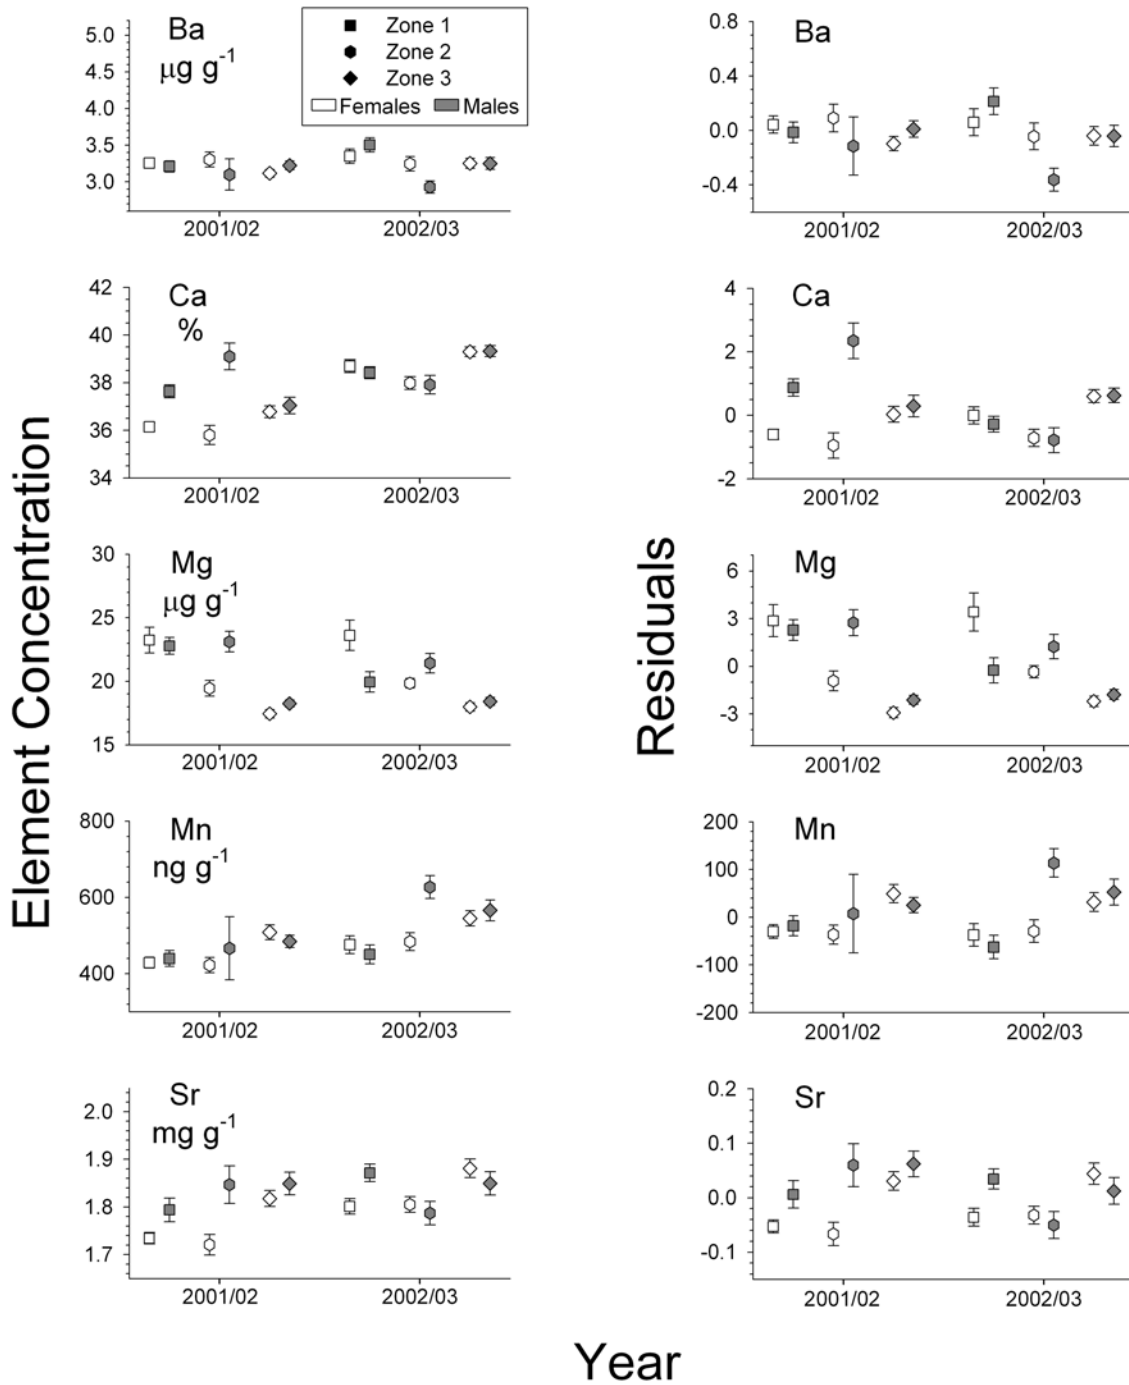 Element Concentration
Ba
μg g-1
5.0
4.5
4.0
3.5
3.0
2001/02
2002/03
Zone 1
Zone 2
Zone 3
Females
Males
Ca
%
42
40
38
36
34
2001/02
2002/03
Mg
μg g-1
30
25
20
15
2001/02
2002/03
Mn
ng g-1
800
600
400
2001/02
2002/03
Sr
mg g-1
2.0
1.9
1.8
1.7
2001/02
2002/03
Residuals
Ba
0.8
0.4
0.0
-0.4
2001/02
2002/03
Ca
4
2
0
-2
2001/02
2002/03
Mg
6
3
0
-3
2001/02
2002/03
Mn
200
100
0
-100
-200
2001/02
2002/03
Sr
0.2
0.1
0.0
-0.1
2001/02
2002/03
Year